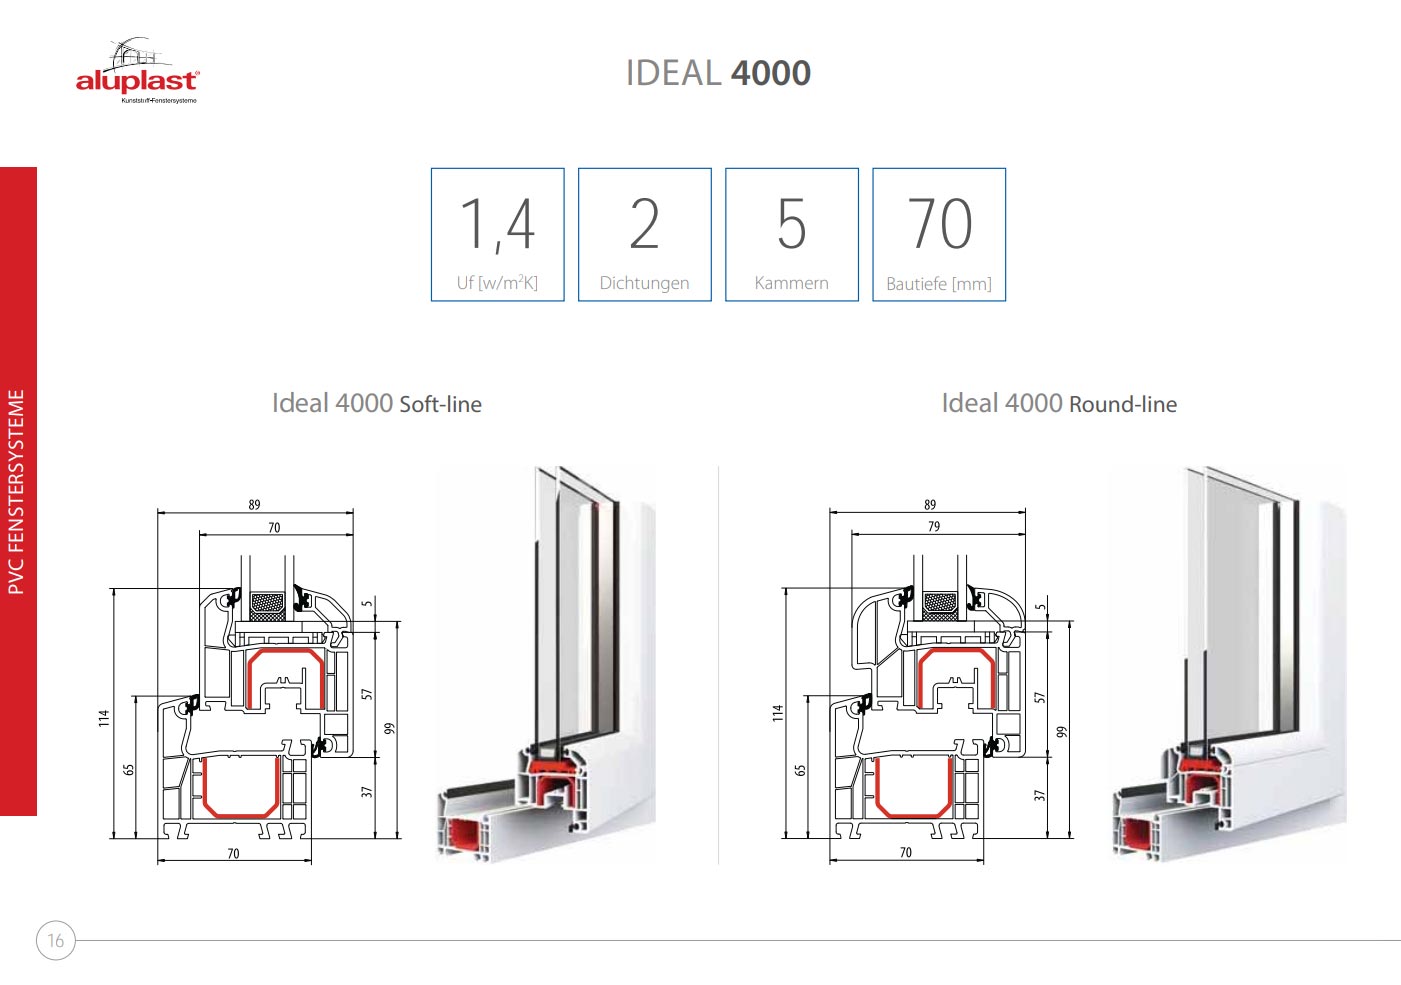 aluplast®
Kunststoff-Fenstersysteme
IDEAL 4000
1,4
Uf [w/m²K]
2
Dichtungen
5
Kammern
70
Bautiefe [mm]
PVC FENSTERSYSTEME
Ideal 4000 Soft-line
89
70
5
114
57
99
65
37
70
Ideal 4000 Round-line
89
79
5
114
57
99
65
37
70
16